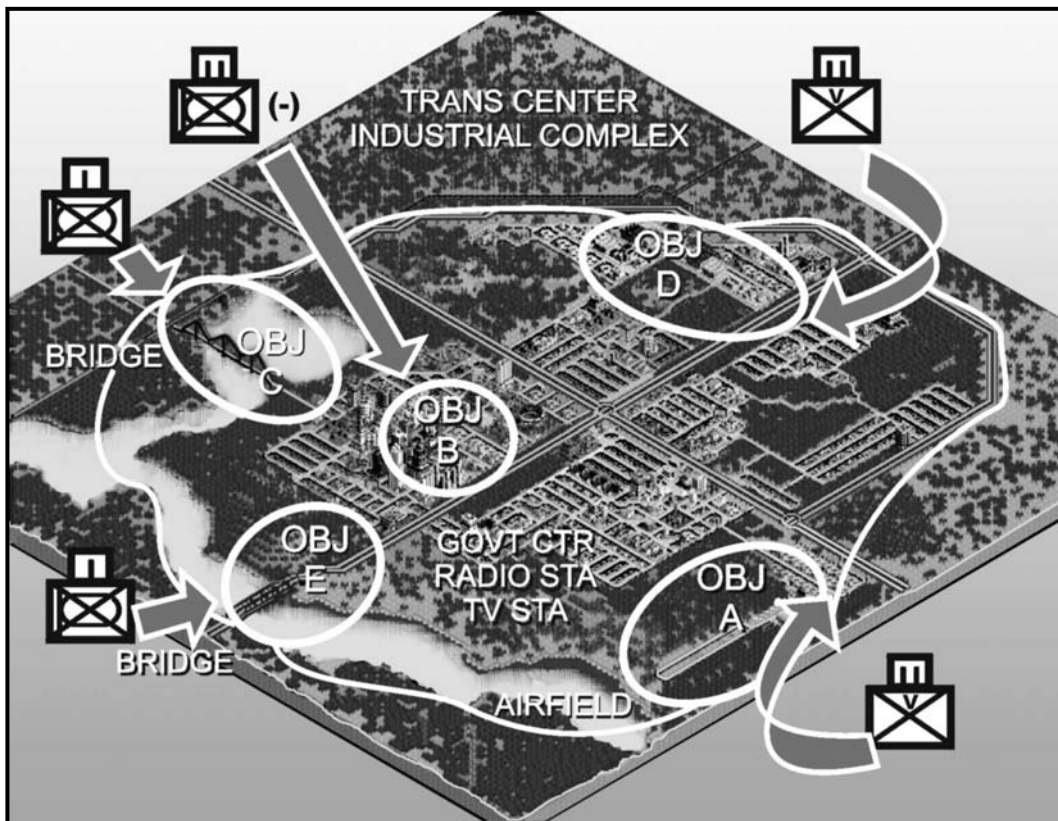 (-)
TRANS CENTER
INDUSTRIAL COMPLEX
III
V
III
II
OBJ
D
BRIDGE
OBJ
C
OBJ
B
OBJ
E
GOVT CTR
RADIO STA
TV STA
OBJ
A
II
BRIDGE
AIRFIELD
III
V